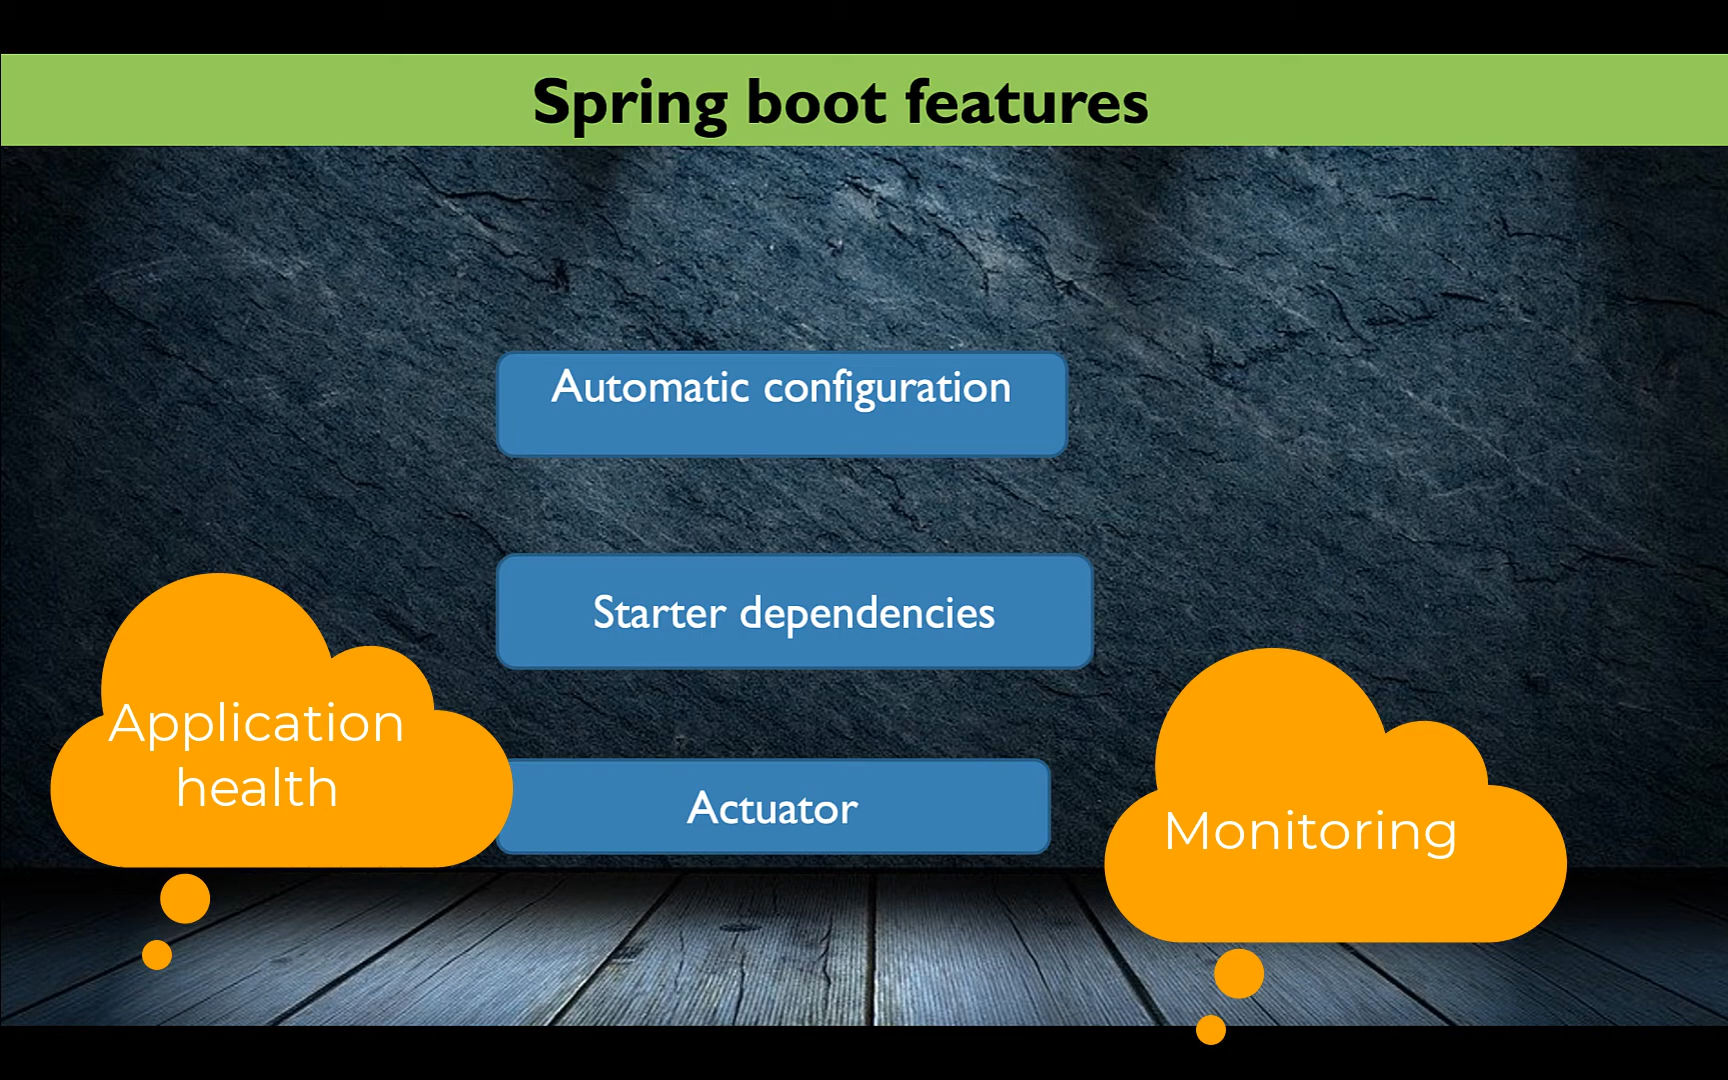 Spring boot features
Automatic configuration
Starter dependencies
Application
health
Actuator
Monitoring